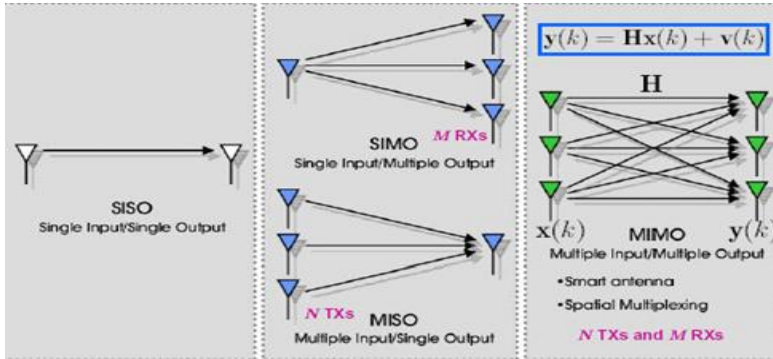 SISO
Single Input/Single Output
M RXs
SIMO
Single Input/Multiple Output
N TXs
MISO
Multiple Input/Single Output
y(k) = Hx(k) + v(k)
H
x(k) y(k)
MIMO
Multiple Input/Multiple Output
•Smart antenna
•Spatial Multiplexing
N TXs and M RXs